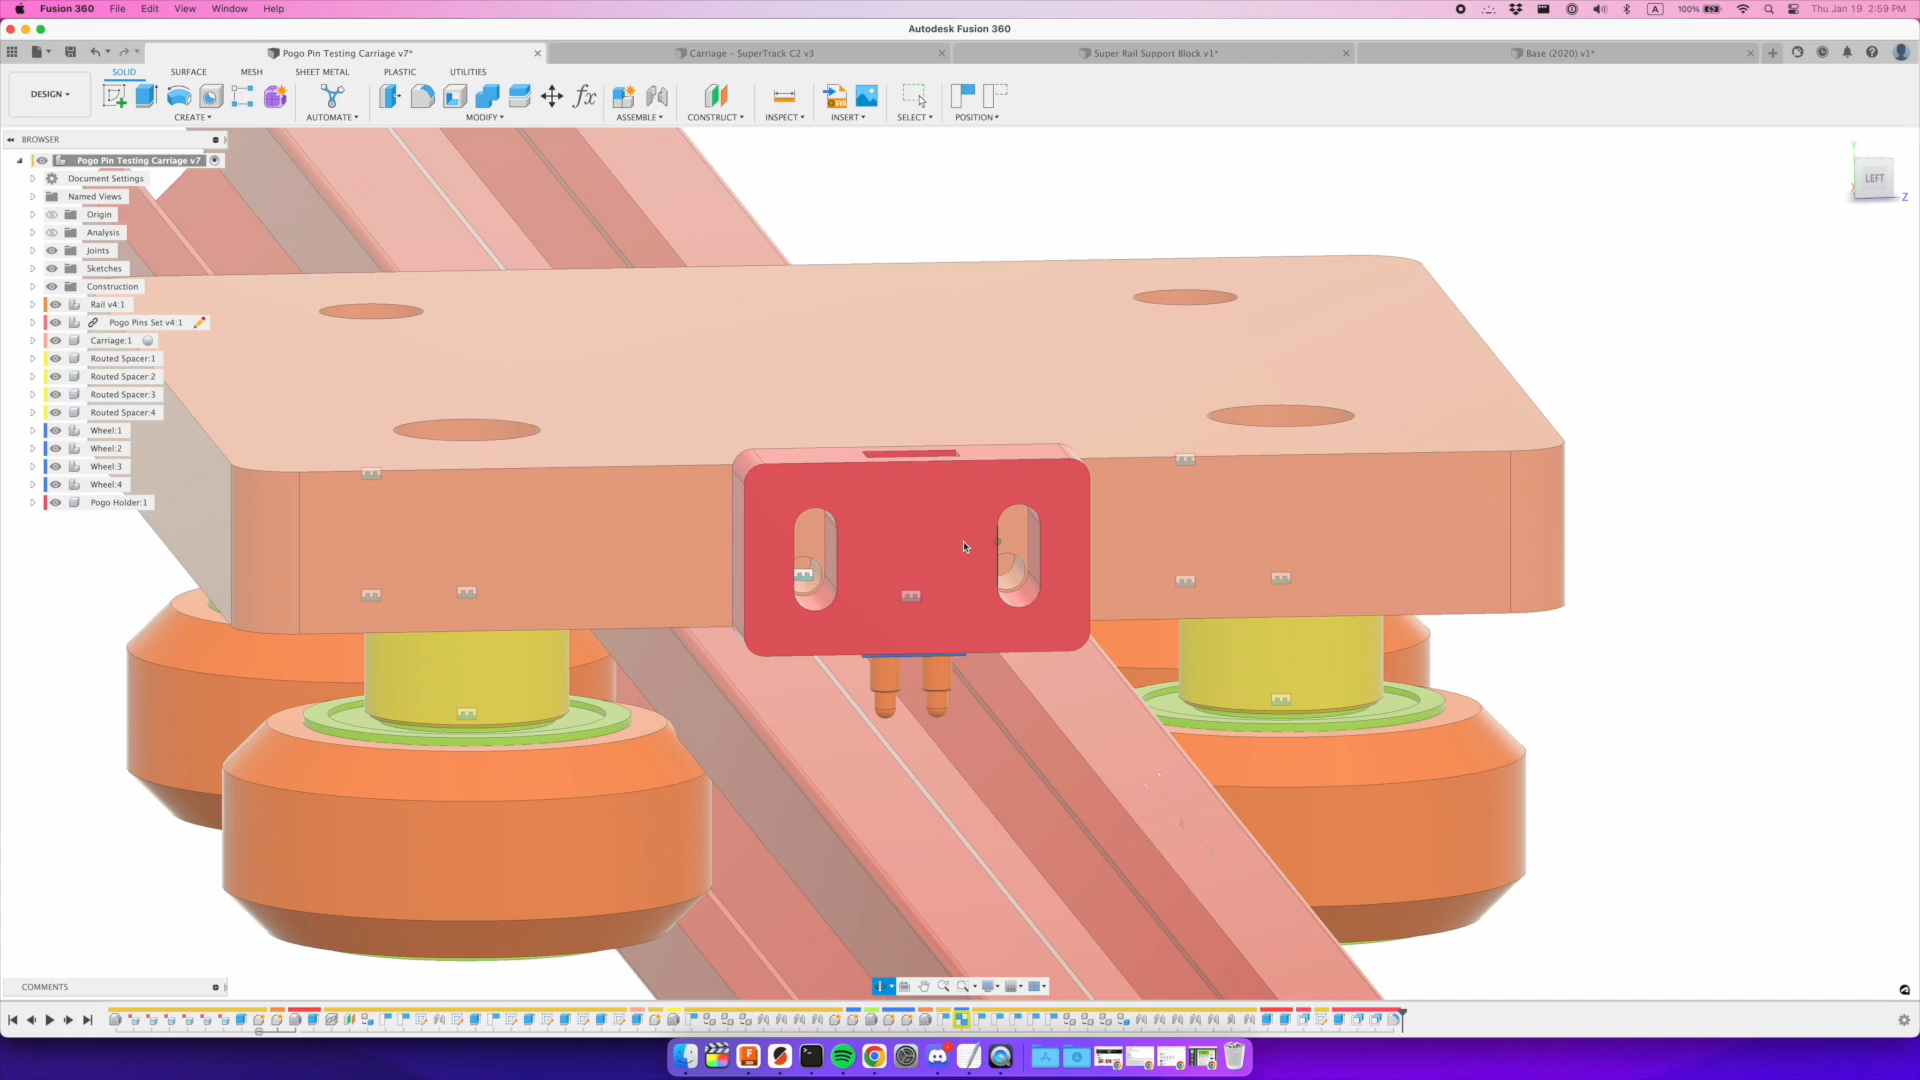 Fusion 360 File Edit View Window Help 100% Thu Jan 19 2:59 PM
Autodesk Fusion 360
Pogo Pin Testing Carriage v7* Carriage - SuperTrack C2 v3 Super Rail Support Block v1* Base (2020) v1*
SOLID SURFACE MESH SHEET METAL PLASTIC UTILITIES
DESIGN
CREATE AUTOMATE MODIFY ASSEMBLE CONSTRUCT INSPECT INSERT SELECT POSITION
BROWSER
Pogo Pin Testing Carriage v7
Document Settings
Named Views
Origin
Analysis
Joints
Sketches
Construction
Rail v4:1
Pogo Pins Set v4:1
Carriage:1
Routed Spacer:1
Routed Spacer:2
Routed Spacer:3
Routed Spacer:4
Wheel:1
Wheel:2
Wheel:3
Wheel:4
Pogo Holder:1
Y
LEFT
Z
COMMENTS